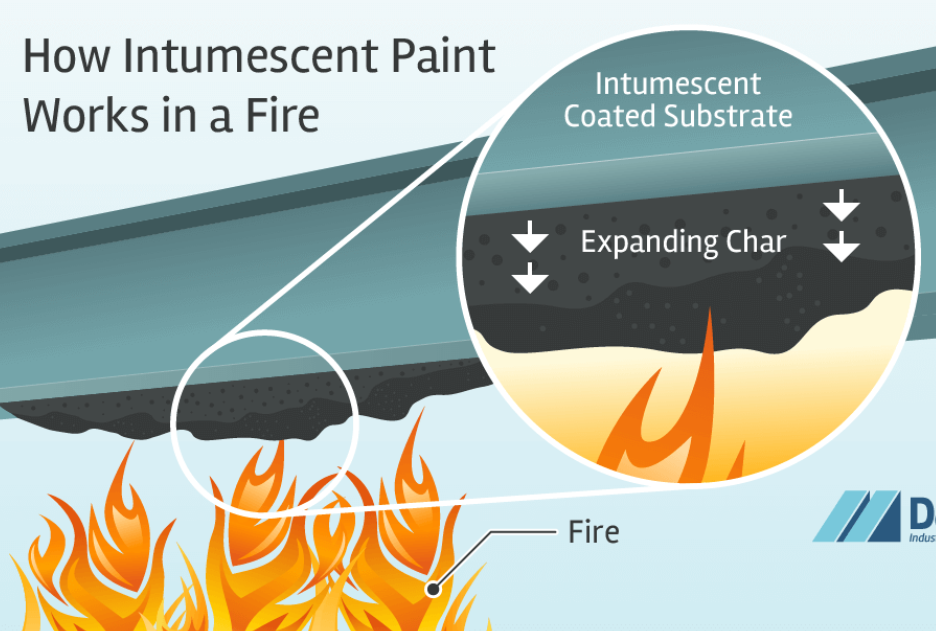 How Intumescent Paint
Works in a Fire
Intumescent
Coated Substrate
Expanding Char
Fire